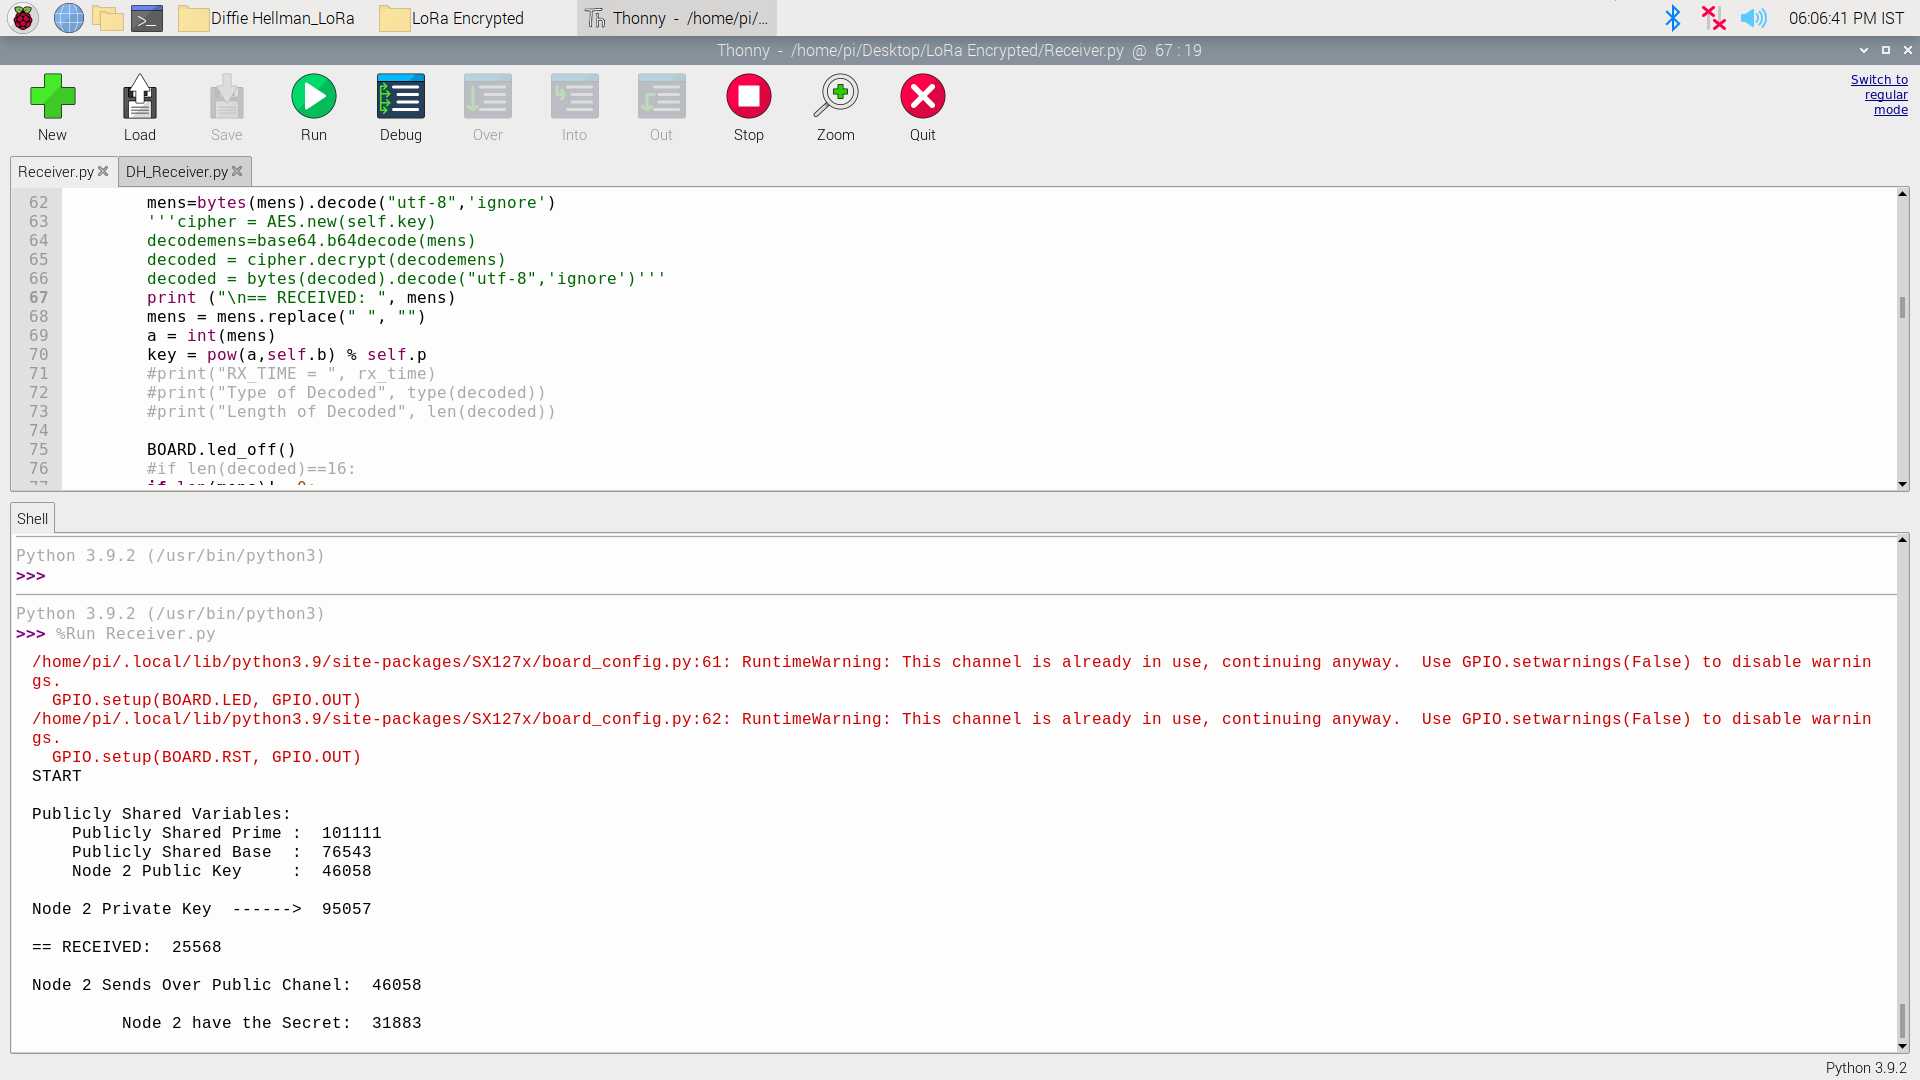 Diffie Hellman_LoRa
LoRa Encrypted
Thonny  -  /home/pi/...
06:06:41 PM IST
Thonny  -  /home/pi/Desktop/LoRa Encrypted/Receiver.py  @  67 : 19
New
Load
Save
Run
Debug
Over
Into
Out
Stop
Zoom
Quit
Switch to
regular
mode
Receiver.py
DH_Receiver.py
62 mens=bytes(mens).decode("utf-8",'ignore')
63 '''cipher = AES.new(self.key)
64 decodemens=base64.b64decode(mens)
65 decoded = cipher.decrypt(decodemens)
66 decoded = bytes(decoded).decode("utf-8",'ignore')'''
67 print ("\n== RECEIVED: ", mens)
68 mens = mens.replace(" ", "")
69 a = int(mens)
70 key = pow(a,self.b) % self.p
71 #print("RX_TIME = ", rx_time)
72 #print("Type of Decoded", type(decoded))
73 #print("Length of Decoded", len(decoded))
74
75 BOARD.led_off()
76 #if len(decoded)==16:
Shell
Python 3.9.2 (/usr/bin/python3)
>>>
Python 3.9.2 (/usr/bin/python3)
>>> %Run Receiver.py
/home/pi/.local/lib/python3.9/site-packages/SX127x/board_config.py:61: RuntimeWarning: This channel is already in use, continuing anyway.  Use GPIO.setwarnings(False) to disable warnin
gs.
GPIO.setup(BOARD.LED, GPIO.OUT)
/home/pi/.local/lib/python3.9/site-packages/SX127x/board_config.py:62: RuntimeWarning: This channel is already in use, continuing anyway.  Use GPIO.setwarnings(False) to disable warnin
gs.
GPIO.setup(BOARD.RST, GPIO.OUT)
START
Publicly Shared Variables:
Publicly Shared Prime :  101111
Publicly Shared Base  :  76543
Node 2 Public Key     :  46058
Node 2 Private Key  ------>  95057
== RECEIVED:  25568
Node 2 Sends Over Public Chanel:  46058
Node 2 have the Secret:  31883
Python 3.9.2